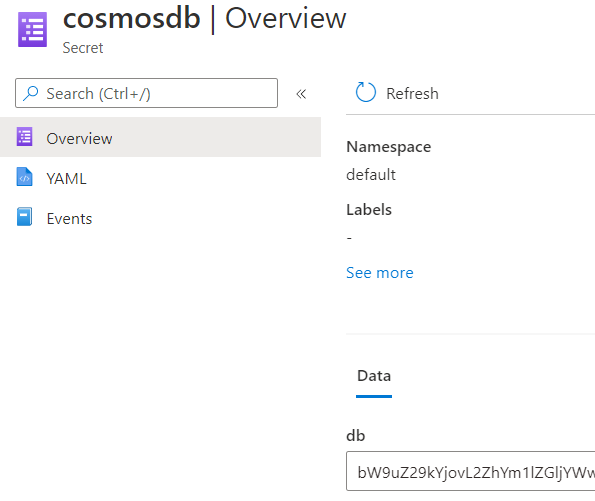 cosmosdb | Overview
Secret
Search (Ctrl+/)
«
Refresh
Overview
YAML
Events
Namespace
default
Labels
-
See more
Data
db
bW9uZ29kYjovL2ZhYm1lZGljYWw